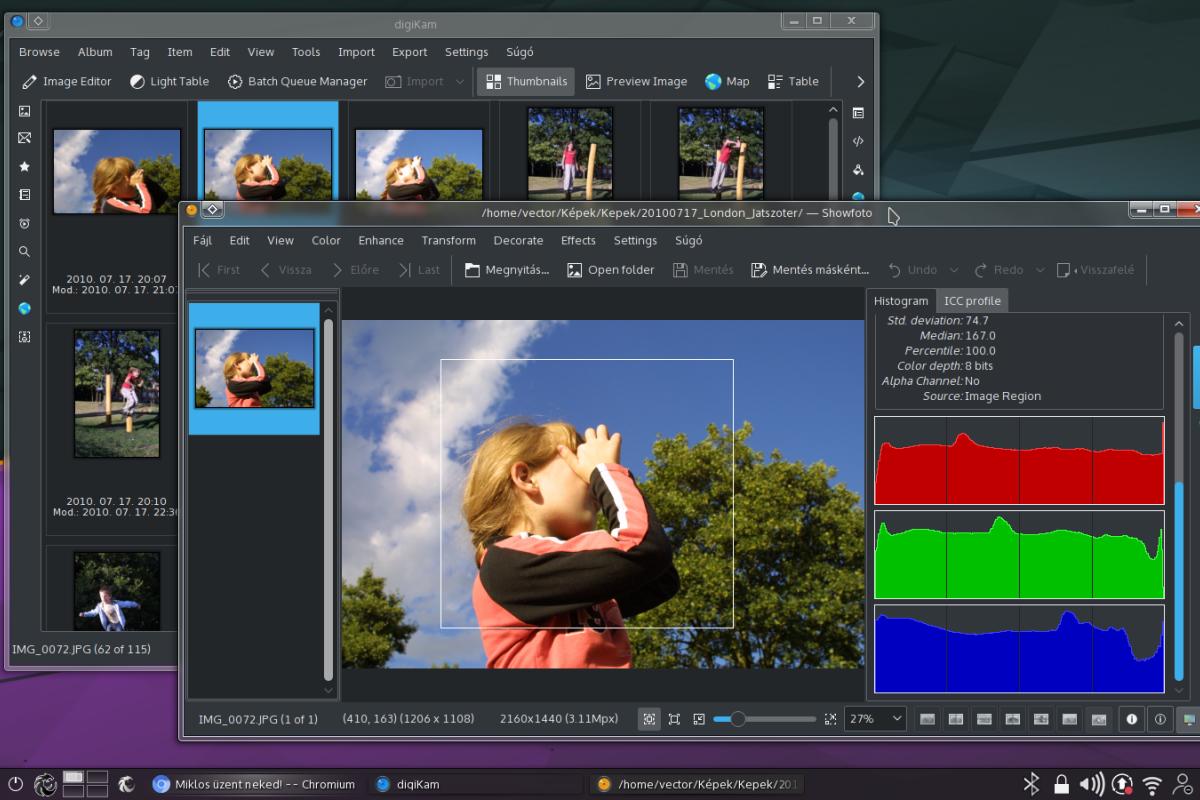 digiKam
Browse Album Tag Item Edit View Tools Import Export Settings Súgó
Image Editor Light Table Batch Queue Manager Import Thumbnails Preview Image Map Table
2010. 07. 17. 20:07
Mod.: 2010. 07. 17. 21:07
2010. 07. 17. 20:10
Mod.: 2010. 07. 17. 22:36
IMG_0072.JPG (62 of 115)
/home/vector/Képek/Kepek/20100717_London_Jatszoter/ — Showfoto
Fájl Edit View Color Enhance Transform Decorate Effects Settings Súgó
First Vissza Előre Last Megnyitás... Open folder Mentés Mentés másként... Undo Redo Visszafelé
Histogram ICC profile
Std. deviation: 74.7
Median: 167.0
Percentile: 100.0
Color depth: 8 bits
Alpha Channel: No
Source: Image Region
IMG_0072.JPG (1 of 1) (410, 163) (1206 x 1108) 2160x1440 (3.11Mpx) 27%
Miklos üzent neked! -- Chromium digiKam /home/vector/Képek/Kepek/201